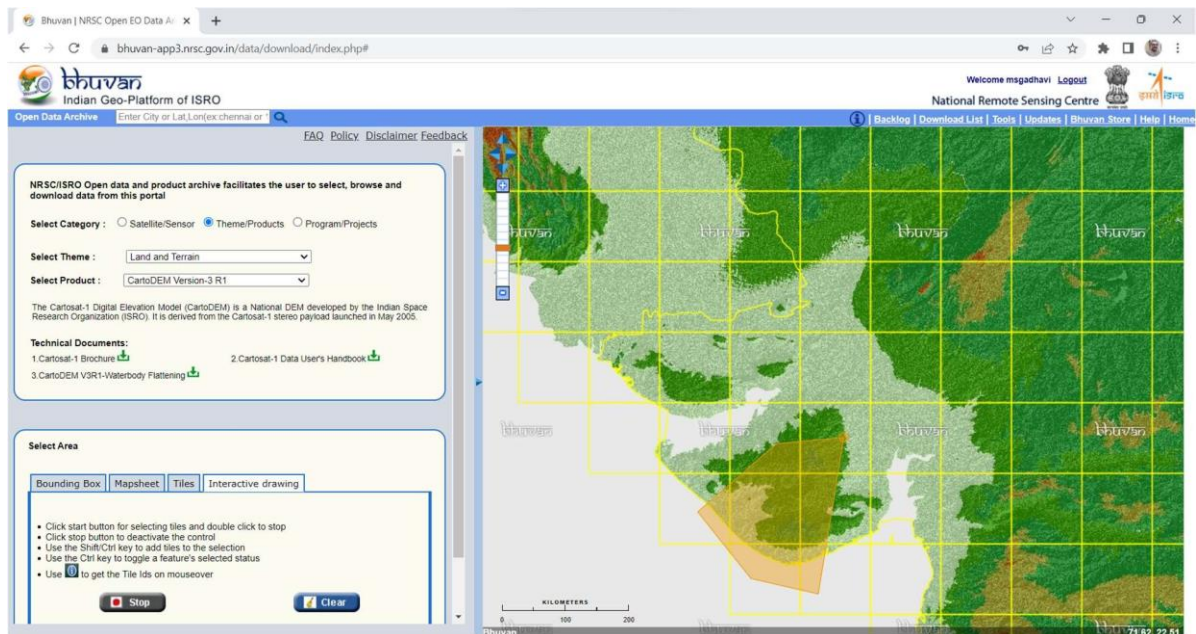 Bhuvan | NRSC Open EO Data Ar
bhuvan-app3.nrsc.gov.in/data/download/index.php#
bhuvan
Indian Geo-Platform of ISRO
Welcome msgadhavi Logout
National Remote Sensing Centre
इसरो isro
Open Data Archive
Enter City or Lat,Lon(ex:chennai or
| Backlog | Download List | Tools | Updates | Bhuvan Store | Help | Home
FAQ Policy Disclaimer Feedback
NRSC/ISRO Open data and product archive facilitates the user to select, browse and
download data from this portal
Select Category : Satellite/Sensor Theme/Products Program/Projects
Select Theme : Land and Terrain
Select Product : CartoDEM Version-3 R1
The Cartosat-1 Digital Elevation Model (CartoDEM) is a National DEM developed by the Indian Space
Research Organization (ISRO). It is derived from the Cartosat-1 stereo payload launched in May 2005.
Technical Documents:
1.Cartosat-1 Brochure 2.Cartosat-1 Data User's Handbook
3.CartoDEM V3R1-Waterbody Flattening
Select Area
Bounding Box Mapsheet Tiles Interactive drawing
Click start button for selecting tiles and double click to stop
Click stop button to deactivate the control
Use the Shift/Ctrl key to add tiles to the selection
Use the Ctrl key to toggle a feature's selected status
Use to get the Tile Ids on mouseover
Stop Clear
bhuvan bhuvan bhuvan bhuvan
bhuvan bhuvan bhuvan bhuvan
KILOMETERS
0 100 200
Bhuvan
71.62, 22.51